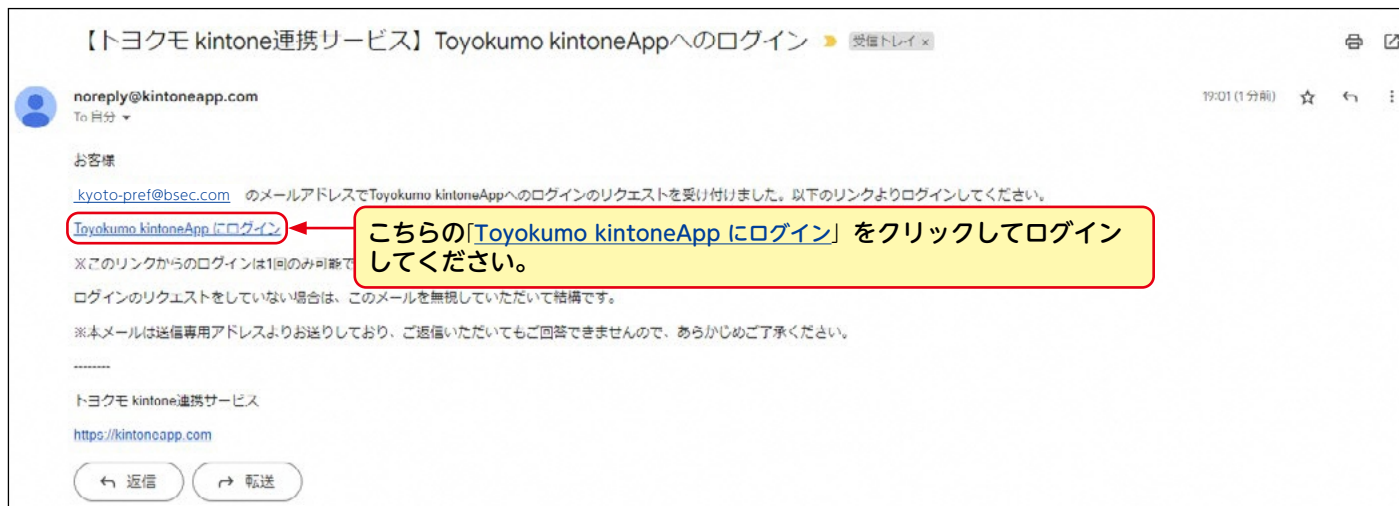 【トヨクモ kintone連携サービス】Toyokumo kintoneAppへのログイン 受信トレイ ×
noreply@kintoneapp.com 19:01 (1 分前)
To 自分
お客様
kyoto-pref@bsec.com のメールアドレスでToyokumo kintoneAppへのログインのリクエストを受け付けました。以下のリンクよりログインしてください。
Toyokumo kintoneApp にログイン
こちらの「Toyokumo kintoneApp にログイン」をクリックしてログイン
してください。
※このリンクからのログインは1回のみ可能で
ログインのリクエストをしていない場合は、このメールを無視していただいて結構です。
※本メールは送信専用アドレスよりお送りしており、ご返信いただいてもご回答できませんので、あらかじめご了承ください。
--------
トヨクモ kintone連携サービス
https://kintoneapp.com
返信 転送